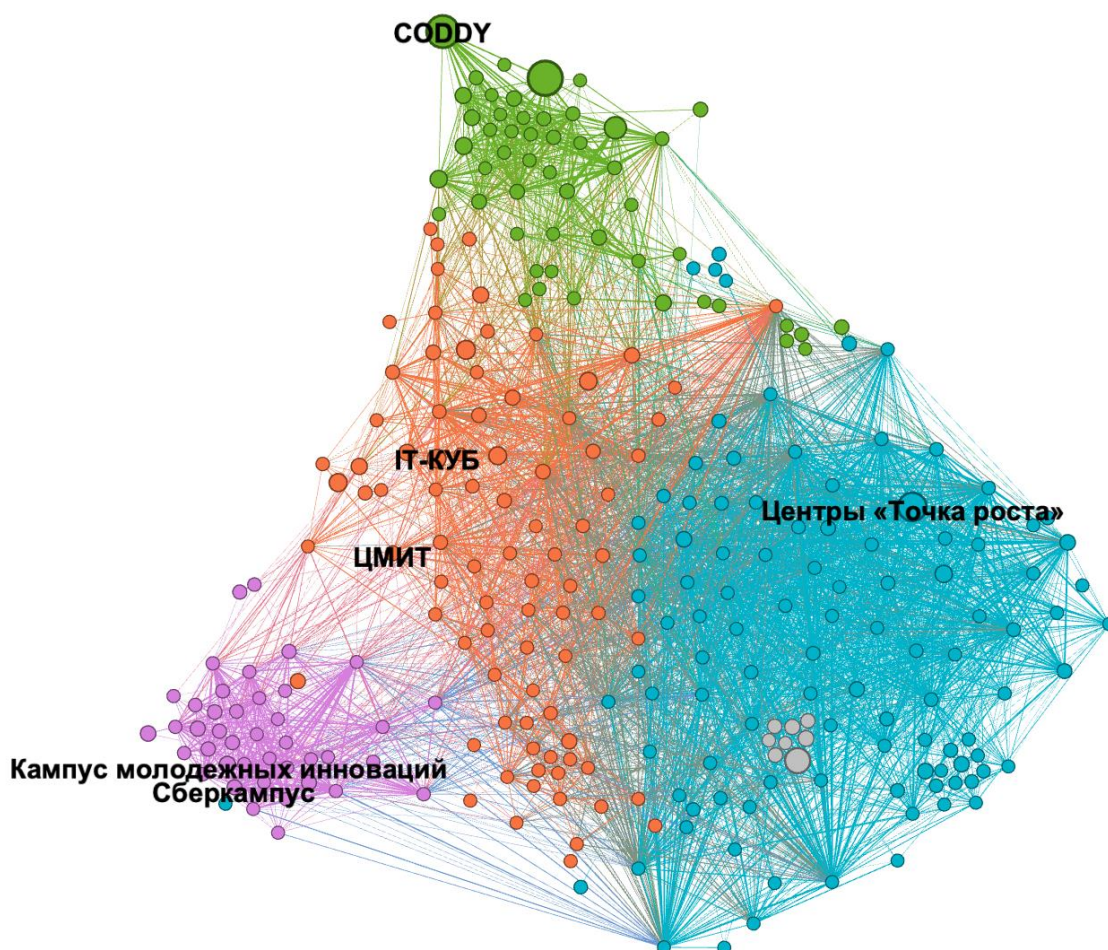 CODDY
IT-КУБ
Центры «Точка роста»
ЦМИТ
Кампус молодежных инноваций
Сберкампус